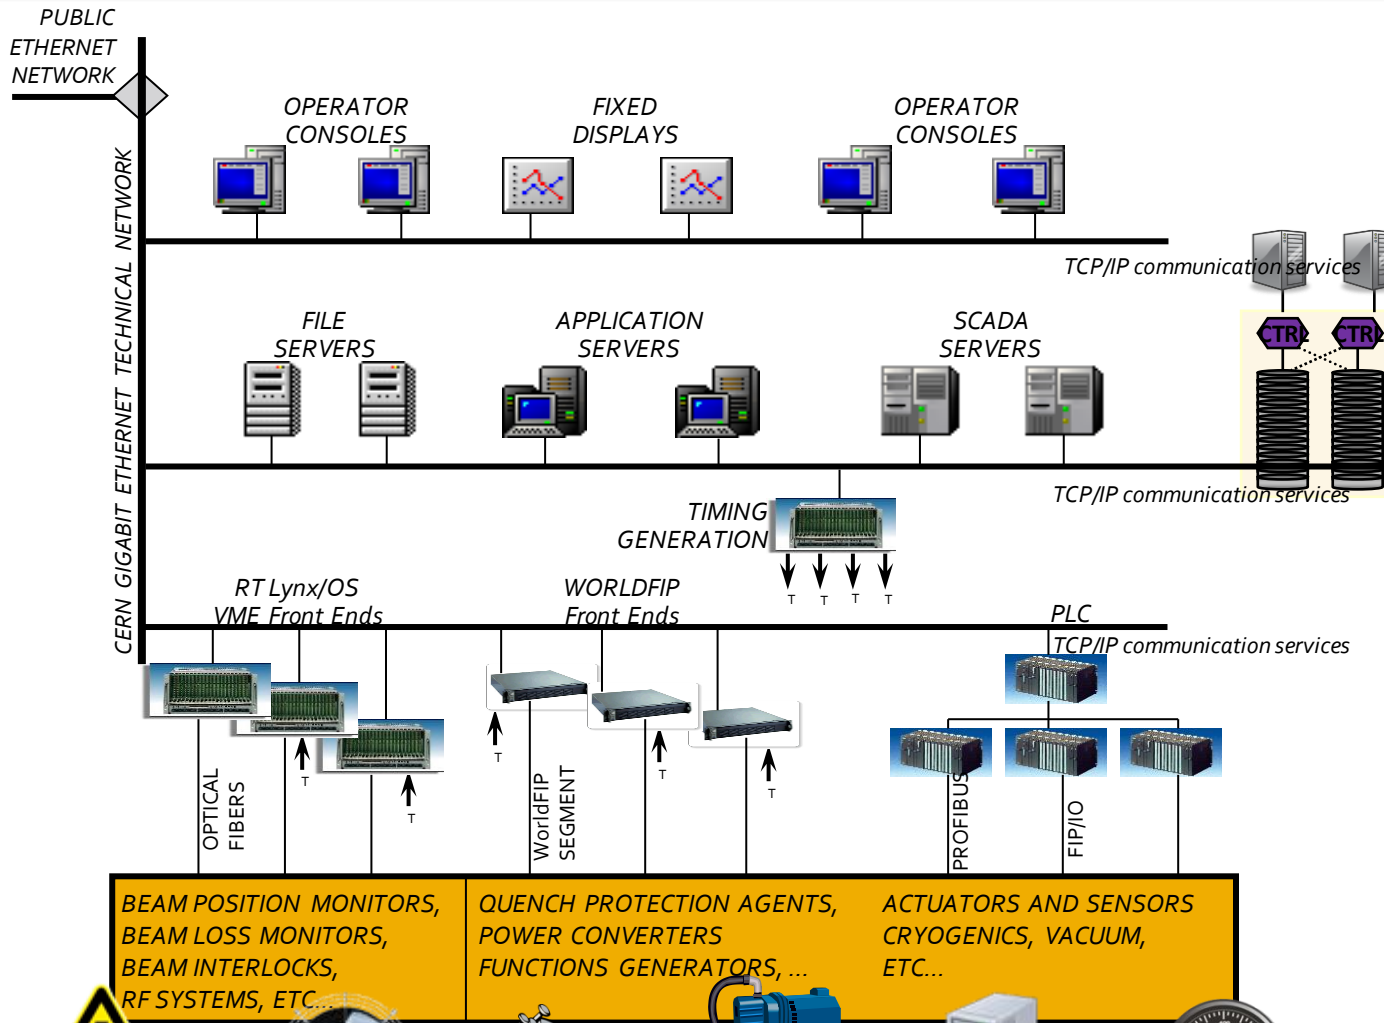 PUBLIC
ETHERNET
NETWORK
CERN GIGABIT ETHERNET TECHNICAL NETWORK
OPERATOR
CONSOLES
FIXED
DISPLAYS
OPERATOR
CONSOLES
TCP/IP communication services
FILE
SERVERS
APPLICATION
SERVERS
SCADA
SERVERS
CTRL
CTRL
TCP/IP communication services
TIMING
GENERATION
T
T
T
T
RT Lynx/OS
VME Front Ends
WORLDFIP
Front Ends
PLC
TCP/IP communication services
T
T
T
T
T
OPTICAL
FIBERS
WorldFIP
SEGMENT
PROFIBUS
FIP/IO
BEAM POSITION MONITORS,
BEAM LOSS MONITORS,
BEAM INTERLOCKS,
RF SYSTEMS, ETC...
QUENCH PROTECTION AGENTS,
POWER CONVERTERS
FUNCTIONS GENERATORS, ...
ACTUATORS AND SENSORS
CRYOGENICS, VACUUM,
ETC...